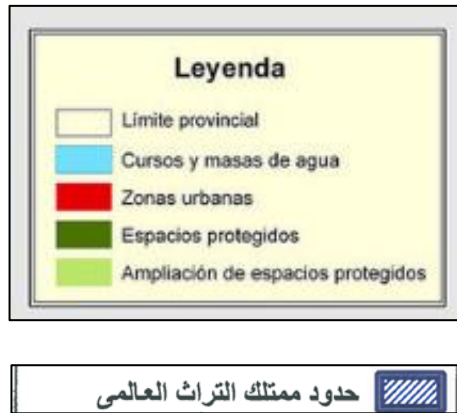 Leyenda
Límite provincial
Cursos y masas de agua
Zonas urbanas
Espacios protegidos
Ampliación de espacios protegidos
حدود ممتلك التراث العالمى